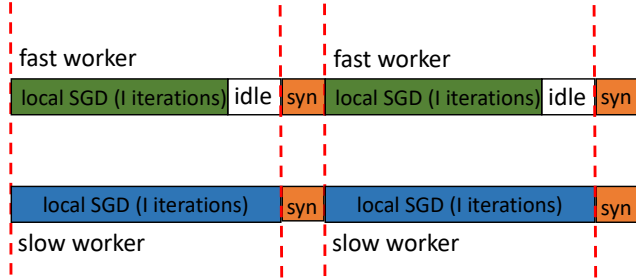 fast worker fast worker
local SGD (I iterations) idle syn local SGD (I iterations) idle syn
local SGD (I iterations) syn local SGD (I iterations) syn
slow worker slow worker